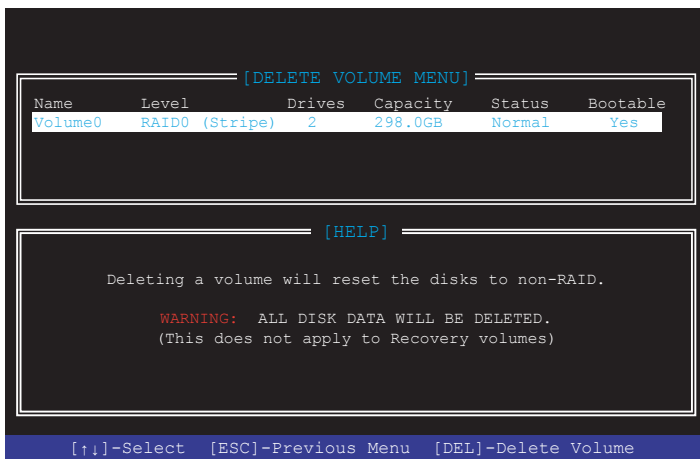 [DELETE VOLUME MENU]
Name Level Drives Capacity Status Bootable
Volume0 RAID0 (Stripe) 2 298.0GB Normal Yes
[HELP]
Deleting a volume will reset the disks to non-RAID.
WARNING: ALL DISK DATA WILL BE DELETED.
(This does not apply to Recovery volumes)
[↑↓]-Select [ESC]-Previous Menu [DEL]-Delete Volume